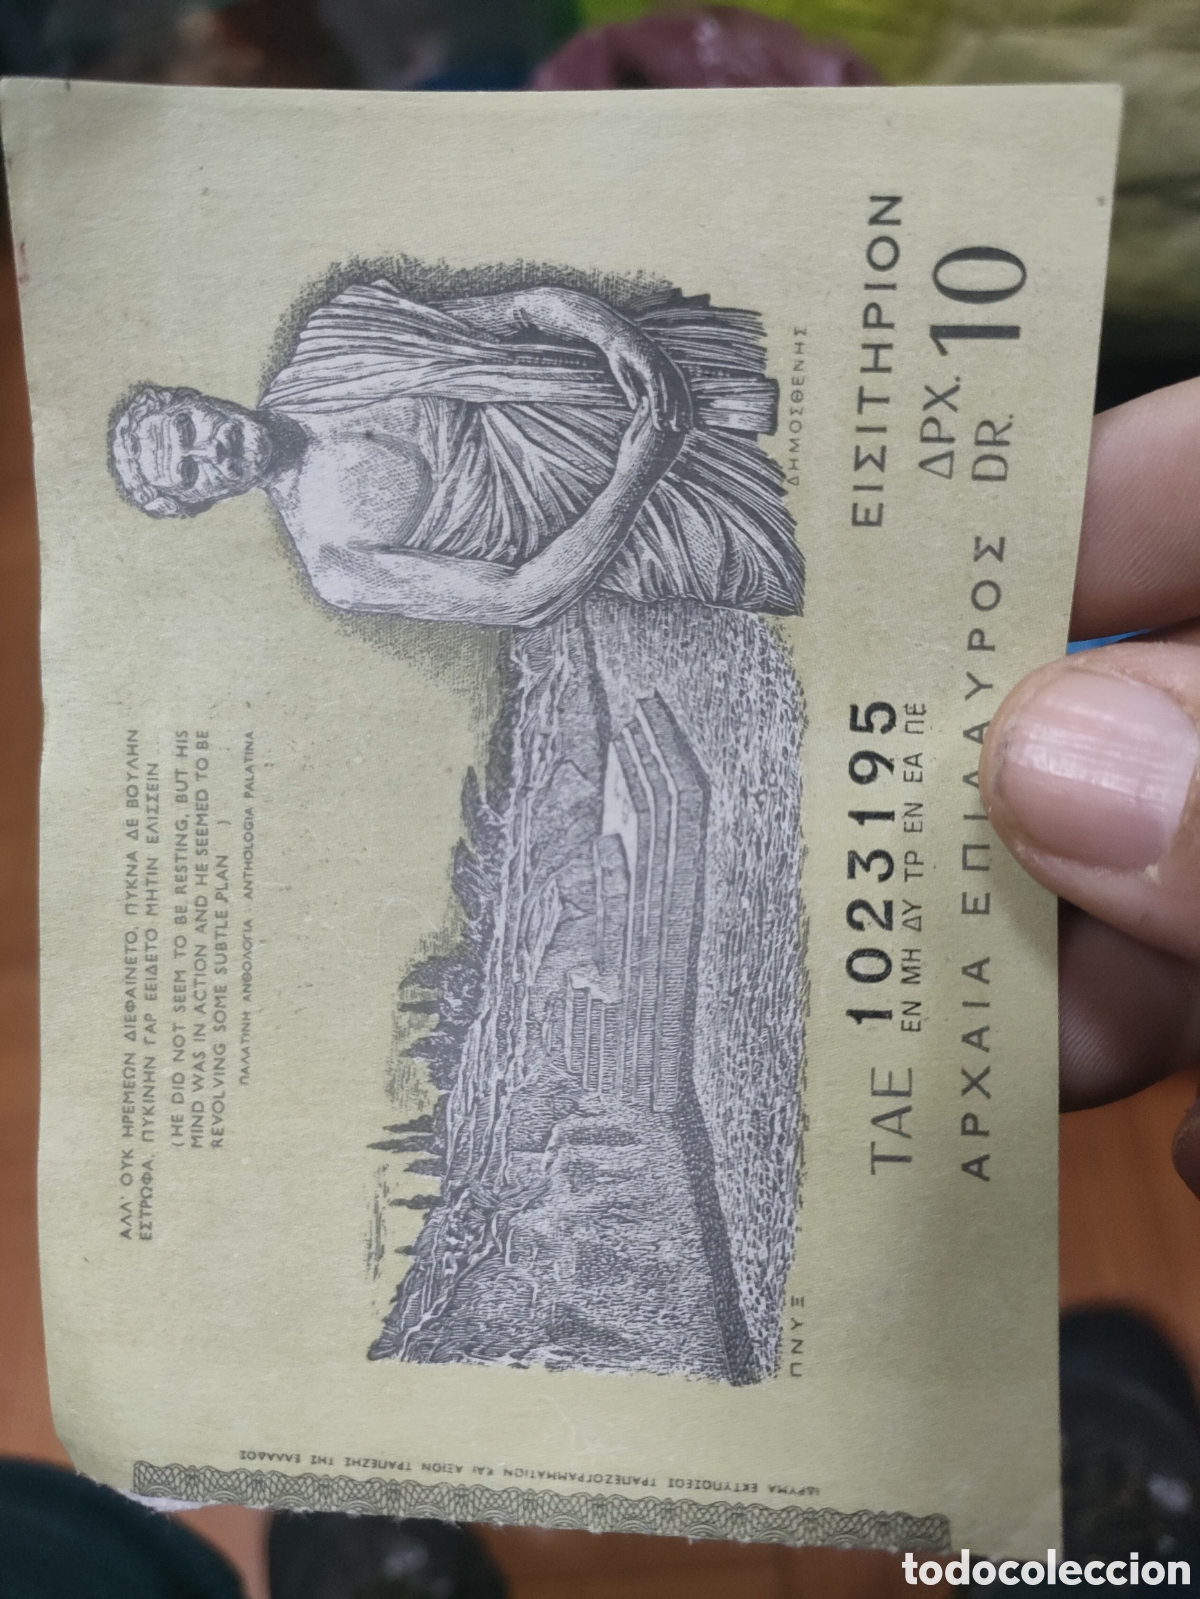 ΑΛΛ' ΟΥΚ ΗΡΕΜΕΩΝ ΔΙΕΦΑΙΝΕΤΟ, ΠΥΚΝΑ ΔΕ ΒΟΥΛΗΝ
ΕΣΤΡΩΦΑ, ΠΥΚΙΝΗΝ ΓΑΡ ΕΕΙΔΕΤΟ ΜΗΤΙΝ ΕΛΙΣΣΕΙΝ...
(HE DID NOT SEEM TO BE RESTING, BUT HIS
MIND WAS IN ACTION AND HE SEEMED TO BE
REVOLVING SOME SUBTLE PLAN )
ΠΑΛΑΤΙΝΗ ΑΝΘΟΛΟΓΙΑ ANTHOLOGIA PALATINA
ΔΗΜΟΣΘΕΝΗΣ
ΠΝΥΞ
ΤΑΕ 1023195 ΕΙΣΙΤΗΡΙΟΝ
ΕΝ ΜΗ ΔΥ ΤΡ ΕΝ ΕΑ ΠΕ
ΔΡΧ. 10
ΑΡΧΑΙΑ ΕΠΙΔΑΥΡΟΣ DR.
ΙΔΡΥΜΑ ΕΚΤΥΠΩΣΕΩΣ ΤΡΑΠΕΖΟΓΡΑΜΜΑΤΙΩΝ ΚΑΙ ΑΞΙΩΝ ΤΡΑΠΕΖΗΣ ΤΗΣ ΕΛΛΑΔΟΣ
todocoleccion